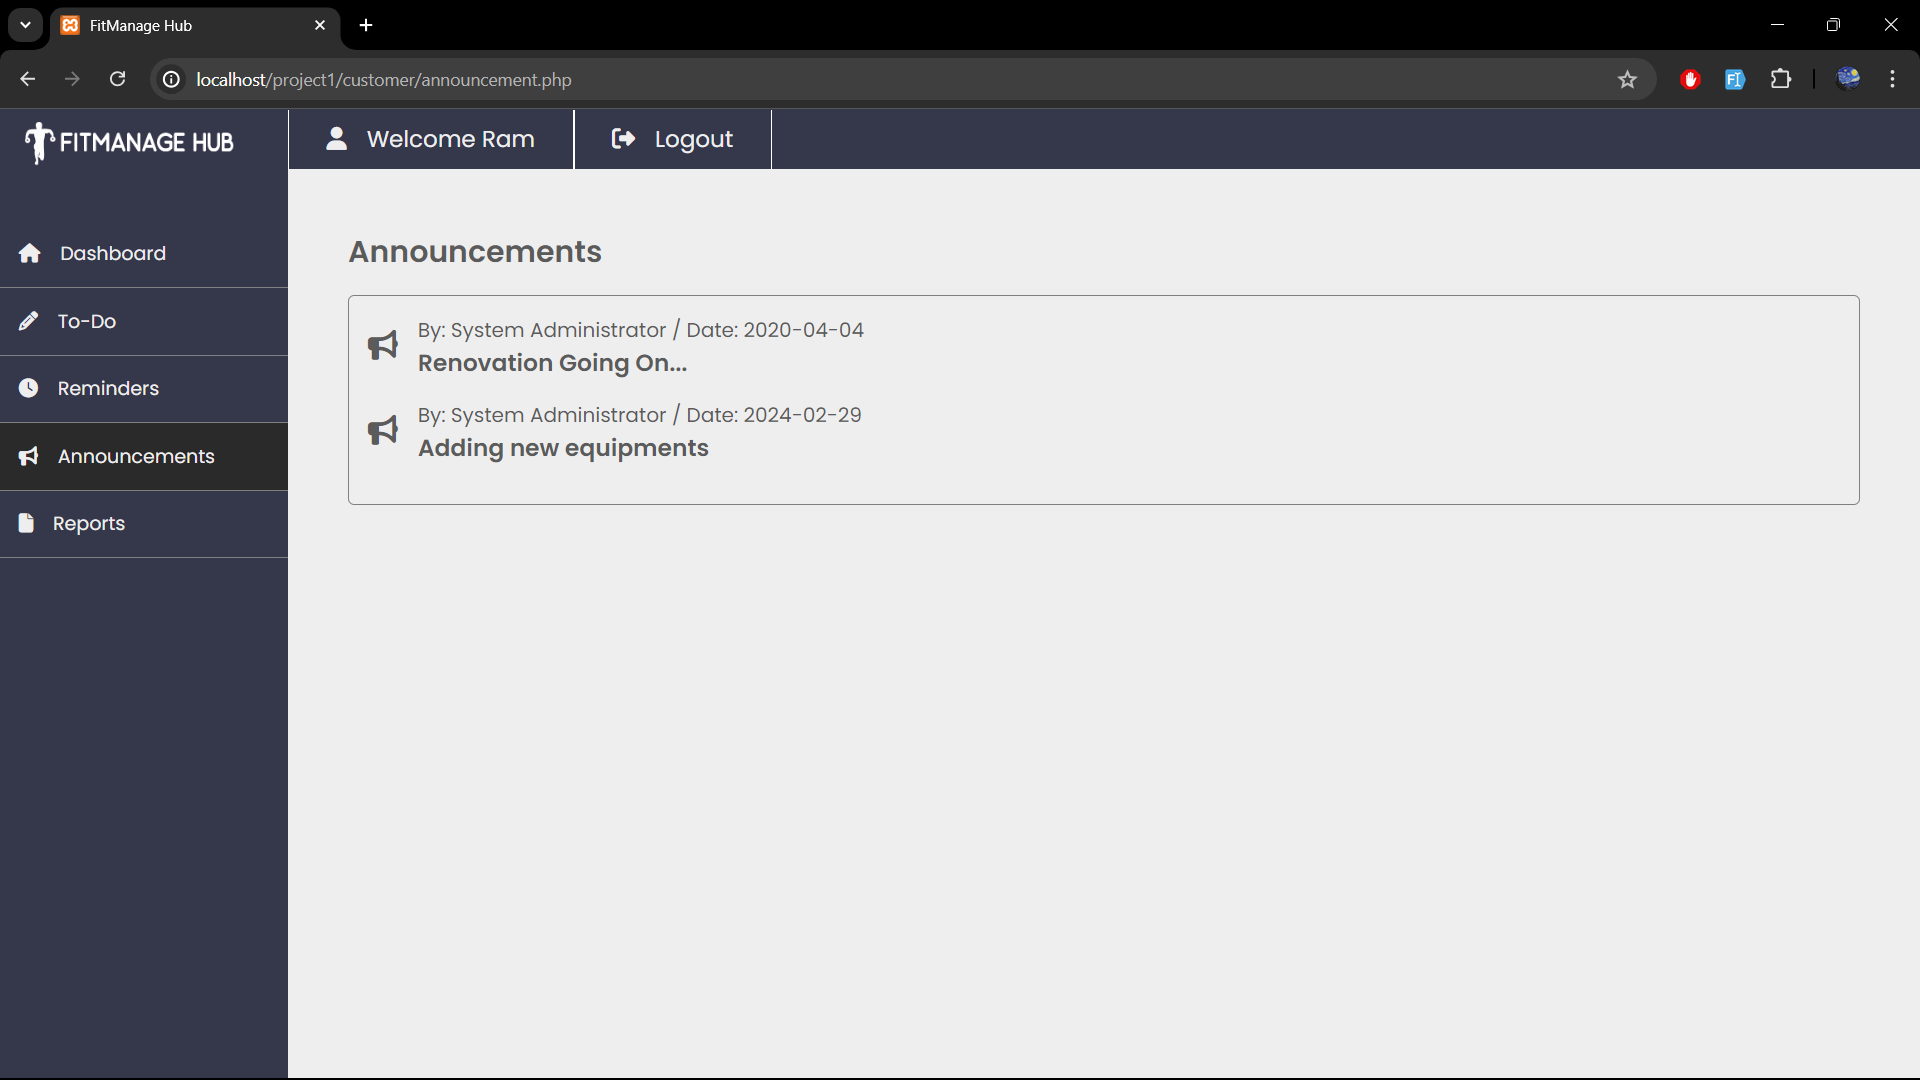 FitManage Hub
localhost/project1/customer/announcement.php
FITMANAGE HUB
Welcome Ram
Logout
Dashboard
To-Do
Reminders
Announcements
Reports
Announcements
By: System Administrator / Date: 2020-04-04
Renovation Going On...
By: System Administrator / Date: 2024-02-29
Adding new equipments